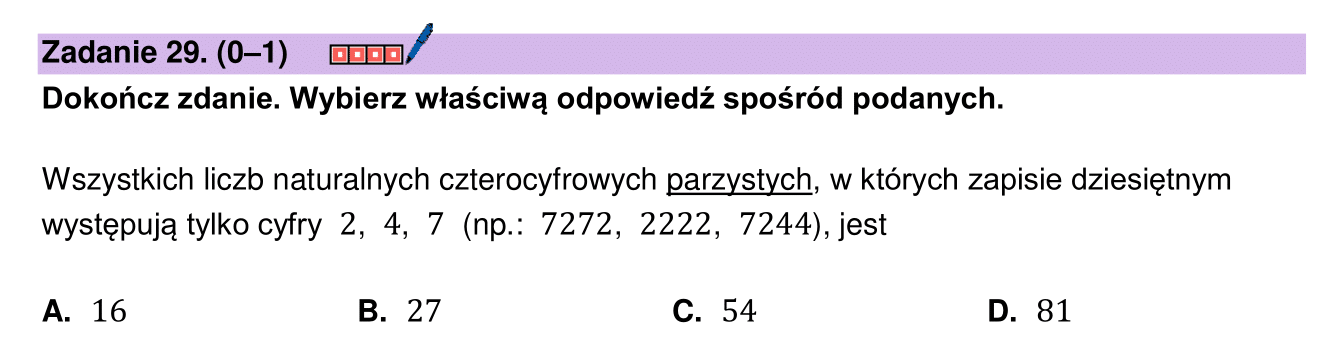 Zadanie 29. (0–1)
Dokończ zdanie. Wybierz właściwą odpowiedź spośród podanych.
Wszystkich liczb naturalnych czterocyfrowych parzystych, w których zapisie dziesiętnym
występują tylko cyfry 2, 4, 7 (np.: 7272, 2222, 7244), jest
A. 16 B. 27 C. 54 D. 81